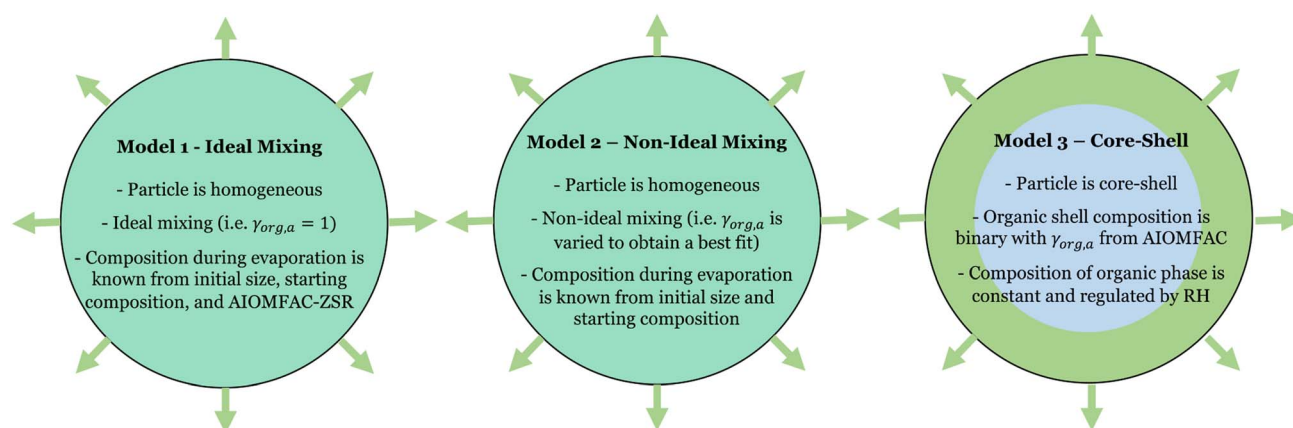 Model 1 - Ideal Mixing
- Particle is homogeneous
- Ideal mixing (i.e. γorg,a = 1)
- Composition during evaporation is
known from initial size, starting
composition, and AIOMFAC-ZSR
Model 2 – Non-Ideal Mixing
- Particle is homogeneous
- Non-ideal mixing (i.e. γorg,a is
varied to obtain a best fit)
- Composition during evaporation
is known from initial size and
starting composition
Model 3 – Core-Shell
- Particle is core-shell
- Organic shell composition is
binary with γorg,a from AIOMFAC
- Composition of organic phase is
constant and regulated by RH